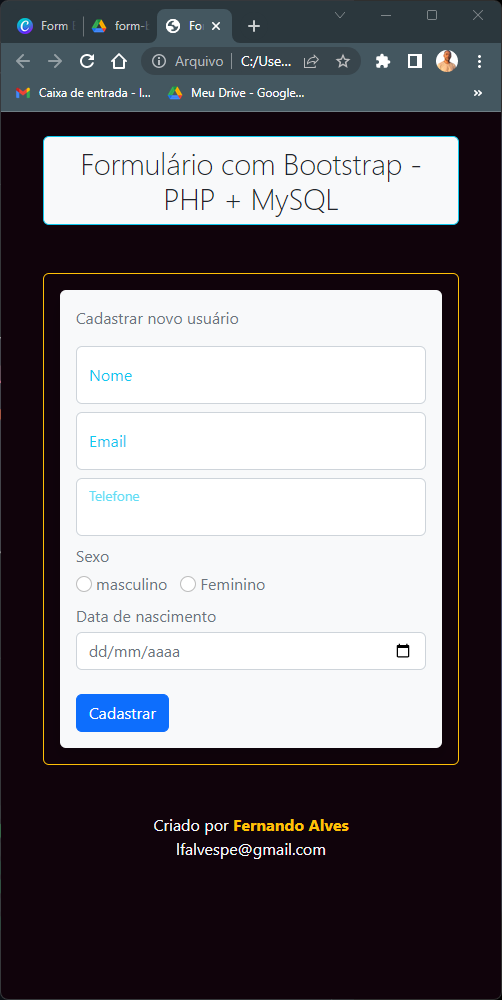 Form
form-
Fo
Arquivo
C:/Use...
Caixa de entrada - l...
Meu Drive - Google...
»
Formulário com Bootstrap -
PHP + MySQL
Cadastrar novo usuário
Nome
Email
Telefone
Sexo
masculino
Feminino
Data de nascimento
dd/mm/aaaa
Cadastrar
Criado por Fernando Alves
lfalvespe@gmail.com